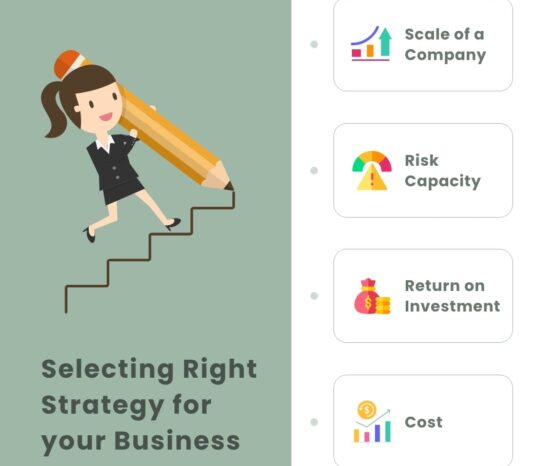 Selecting Right
Strategy for
your Business
Scale of a
Company
Risk
Capacity
Return on
Investment
Cost